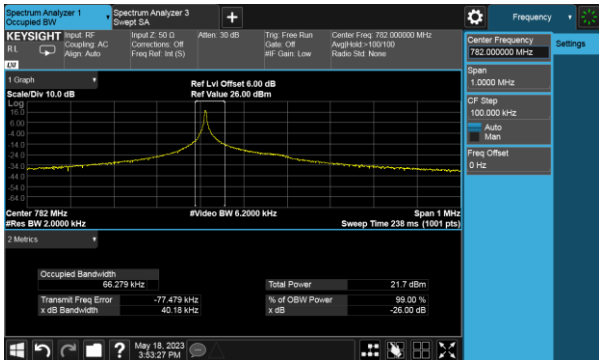 Spectrum Analyzer 1
Occupied BW
Spectrum Analyzer 3
Swept SA
Frequency
KEYSIGHT
RL
Input: RF
Coupling: AC
Align: Auto
Input Z: 50 Ω
Corrections: Off
Freq Ref: Int (S)
Atten: 30 dB
Trig: Free Run
Gate: Off
#IF Gain: Low
Center Freq: 782.000000 MHz
Avg|Hold:>100/100
Radio Std: None
Center Frequency
782.000000 MHz
Settings
Span
1.0000 MHz
CF Step
100.000 kHz
Auto
Man
Freq Offset
0 Hz
1 Graph
Scale/Div 10.0 dB
Ref Lvl Offset 6.00 dB
Ref Value 26.00 dBm
Log
16.0
6.00
-4.00
-14.0
-24.0
-34.0
-44.0
-54.0
-64.0
Center 782 MHz
#Video BW 6.2000 kHz
Span 1 MHz
#Res BW 2.0000 kHz
Sweep Time 238 ms (1001 pts)
2 Metrics
Occupied Bandwidth
66.279 kHz
Total Power
21.7 dBm
Transmit Freq Error
-77.479 kHz
% of OBW Power
99.00 %
x dB Bandwidth
40.18 kHz
x dB
-26.00 dB
?
May 18, 2023
3:53:27 PM